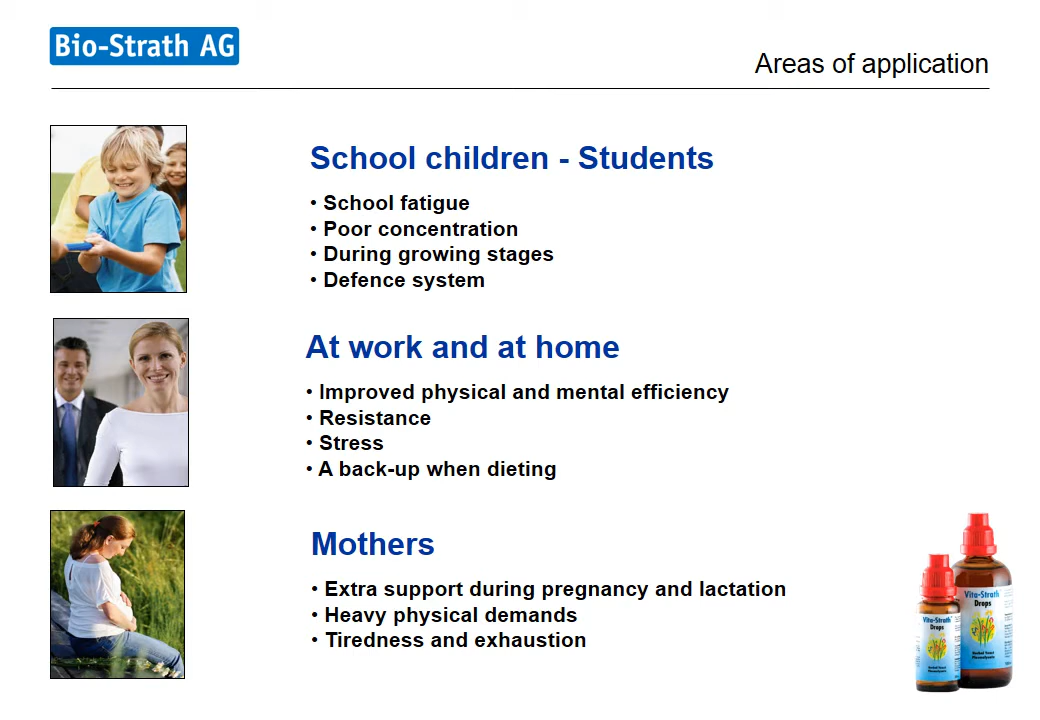 Bio-Strath AG
Areas of application
School children - Students
• School fatigue
• Poor concentration
• During growing stages
• Defence system
At work and at home
• Improved physical and mental efficiency
• Resistance
• Stress
• A back-up when dieting
Mothers
• Extra support during pregnancy and lactation
• Heavy physical demands
• Tiredness and exhaustion
Vita-Strath
Drops
Vita-Strath
Drops